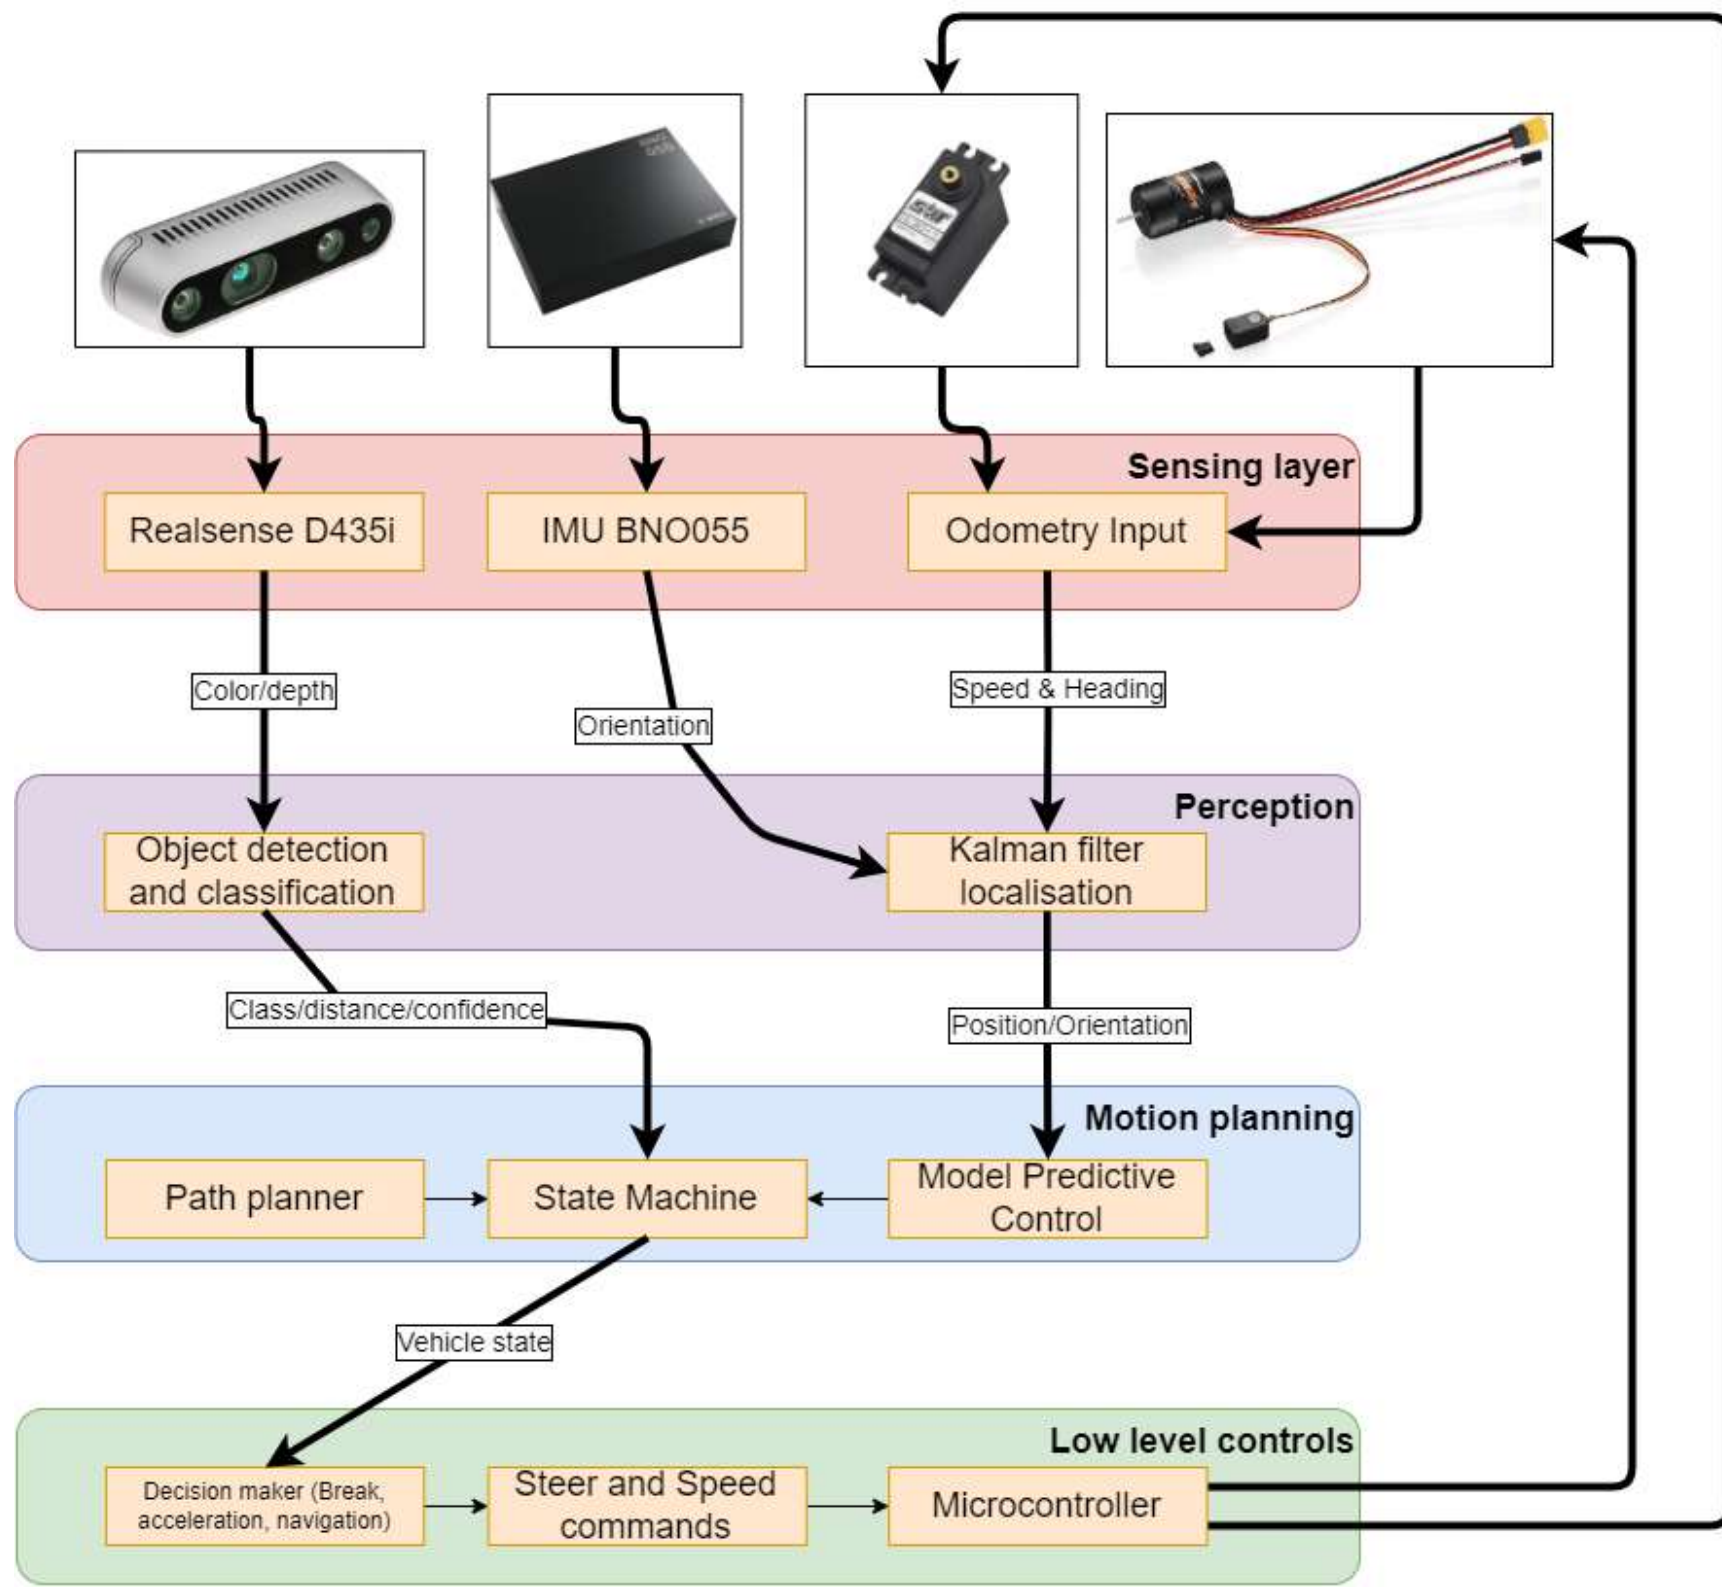 Sensing layer
Realsense D435i
IMU BNO055
Odometry Input
Color/depth
Orientation
Speed & Heading
Perception
Object detection
and classification
Kalman filter
localisation
Class/distance/confidence
Position/Orientation
Motion planning
Path planner
State Machine
Model Predictive
Control
Vehicle state
Low level controls
Decision maker (Break,
acceleration, navigation)
Steer and Speed
commands
Microcontroller